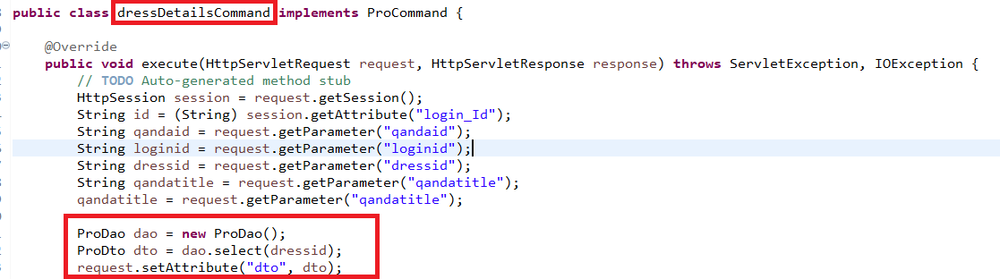 public class dressDetailsCommand implements ProCommand {
@Override
public void execute(HttpServletRequest request, HttpServletResponse response) throws ServletException, IOException {
// TODO Auto-generated method stub
HttpSession session = request.getSession();
String id = (String) session.getAttribute("login_Id");
String qandaid = request.getParameter("qandaid");
String loginid = request.getParameter("loginid");
String dressid = request.getParameter("dressid");
String qandatitle = request.getParameter("qandatitle");
qandatitle = request.getParameter("qandatitle");
ProDao dao = new ProDao();
ProDto dto = dao.select(dressid);
request.setAttribute("dto", dto);